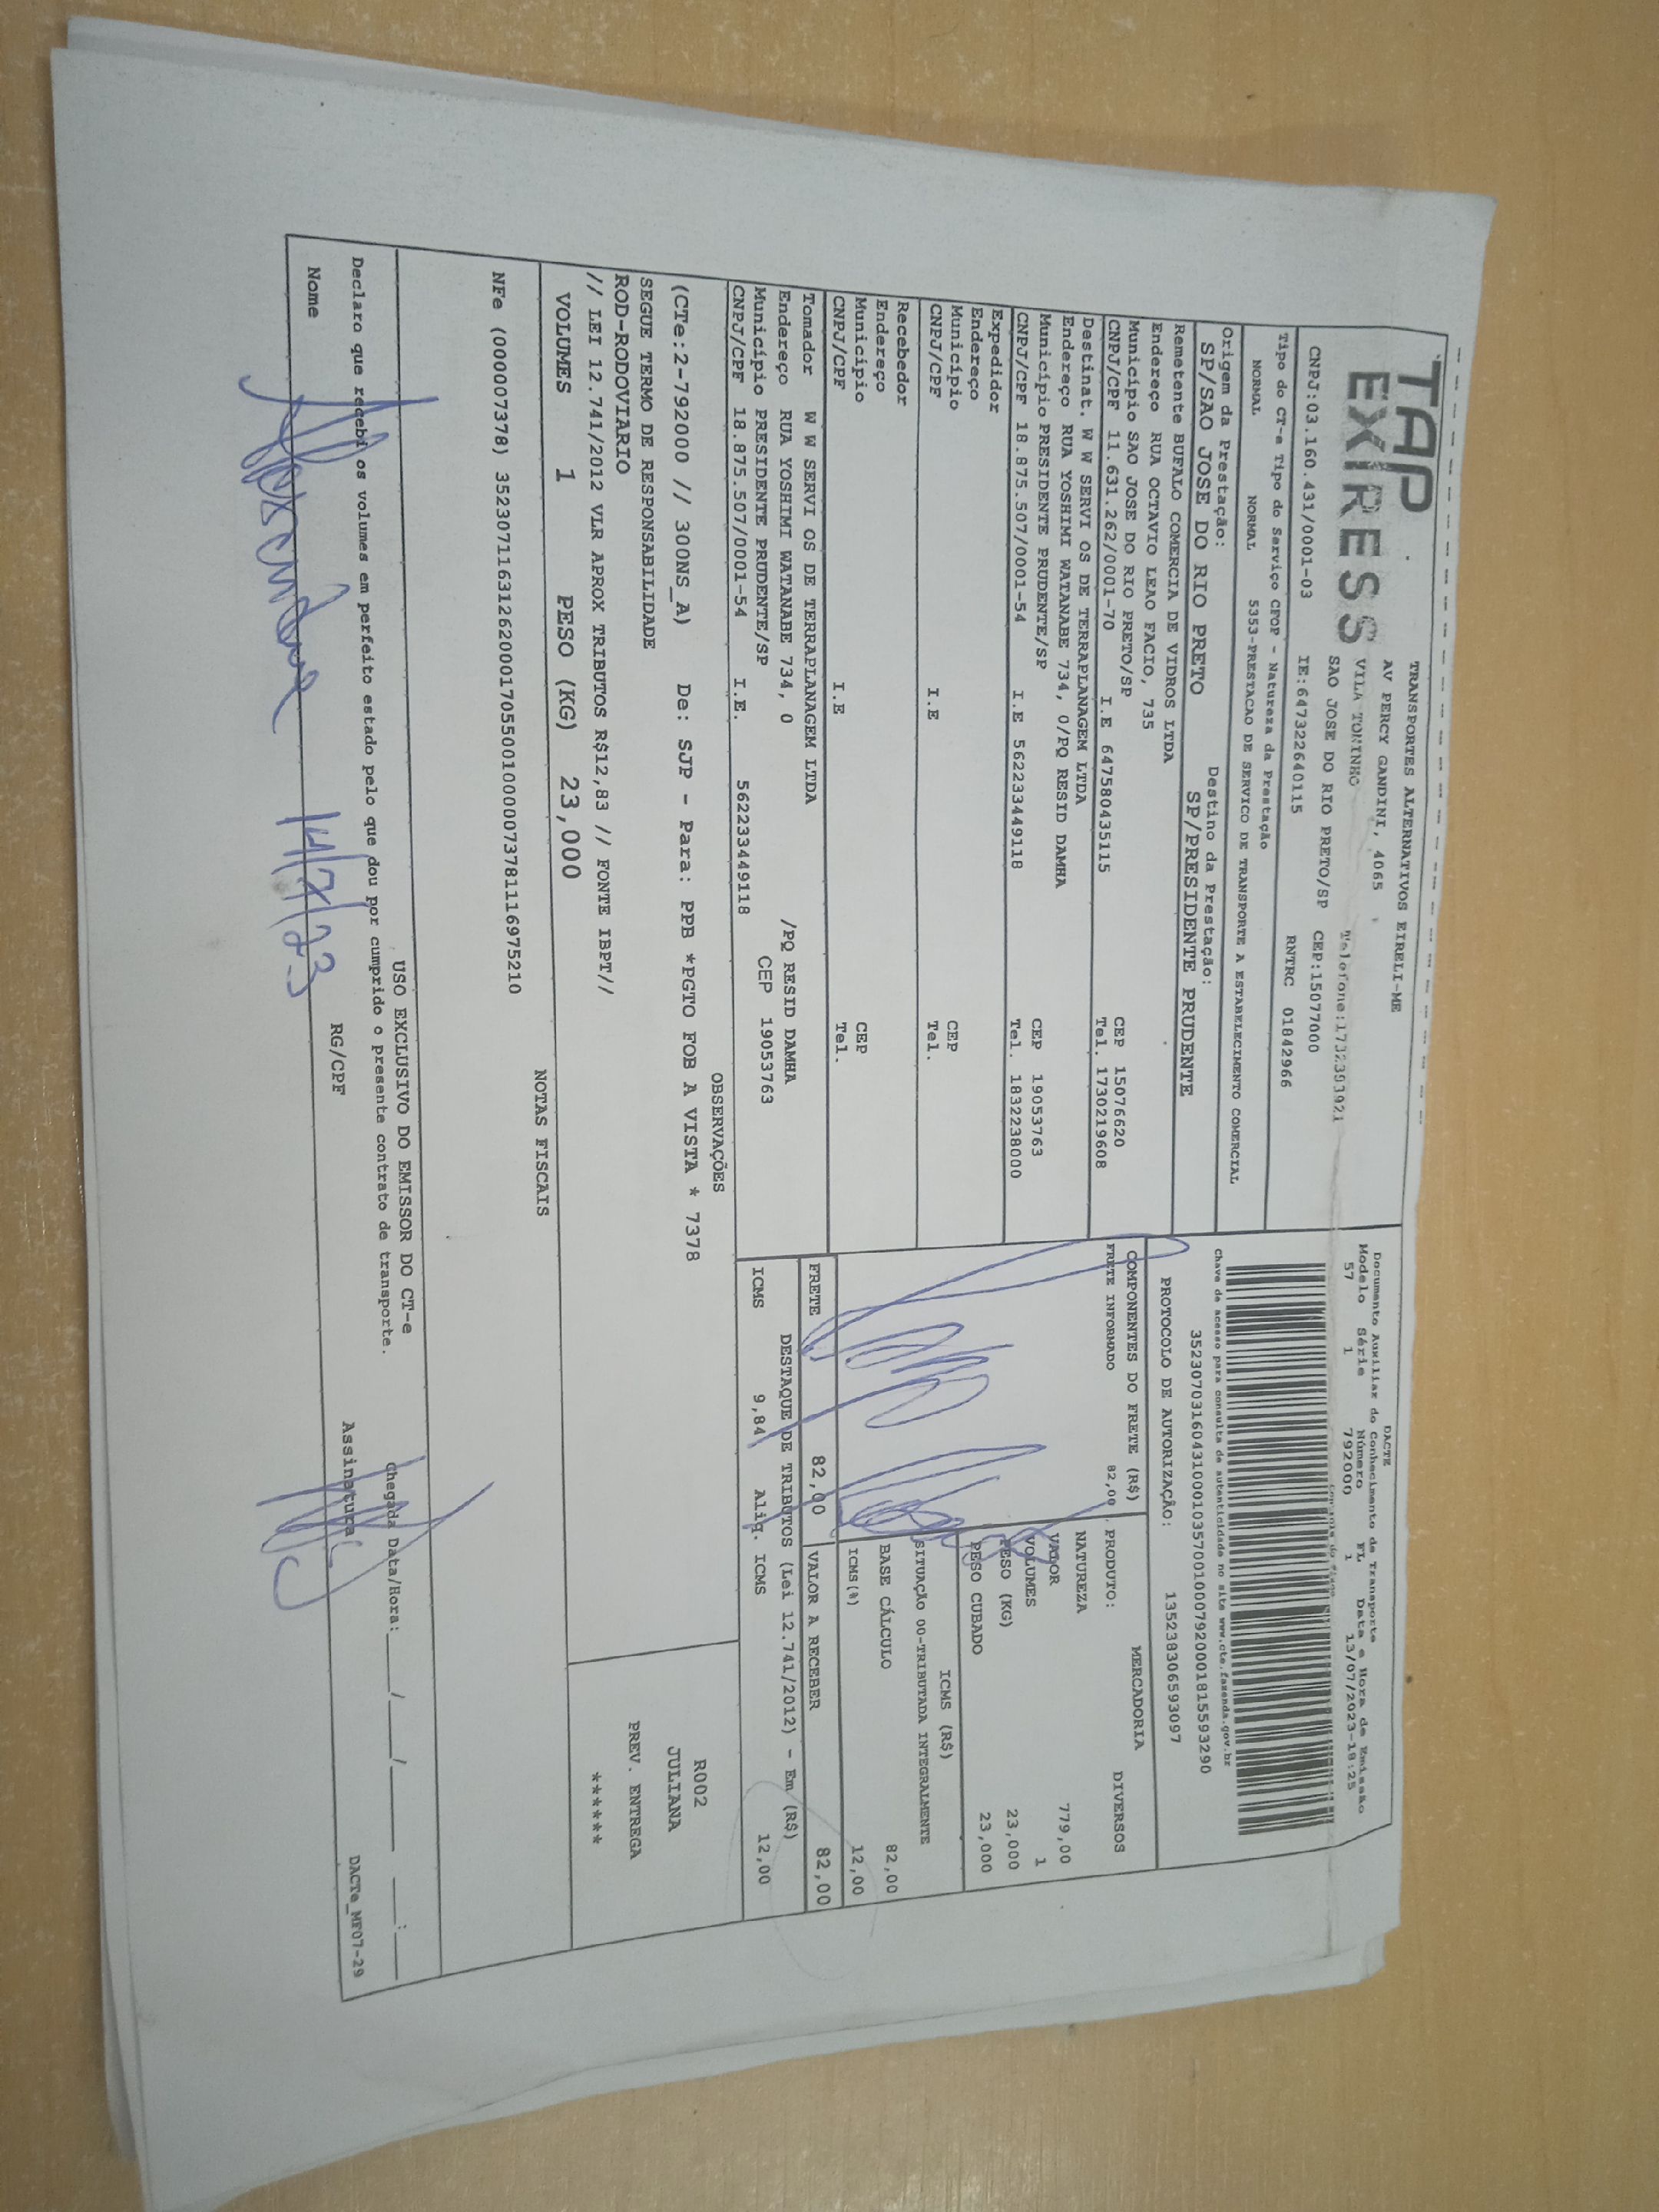 TAP
EXPRESS
TRANSPORTES ALTERNATIVOS EIRELI-ME
AV PERCY GANDINI, 4065
VILA TONINHO
Telefone:1732393921
SAO JOSE DO RIO PRETO/SP CEP:15077000
CNPJ:03.160.431/0001-03 IE:647322640115 RNTRC 01842966
DACTE
Documento Auxiliar do Conhecimento de Transporte
Modelo Série Número FL Data e Hora de Emissão
57 1 792000 1 13/07/2023-18:25
Tipo do CT-e Tipo do Serviço CFOP - Natureza da Prestação
NORMAL NORMAL 5353-PRESTACAO DE SERVICO DE TRANSPORTE A ESTABELECIMENTO COMERCIAL
Chave de acesso para consulta de autenticidade no site www.cte.fazenda.gov.br
35230703160431000103570010007920001815593290
PROTOCOLO DE AUTORIZAÇÃO: 135238306593097
Origem da Prestação: Destino da Prestação:
SP/SAO JOSE DO RIO PRETO SP/PRESIDENTE PRUDENTE
Remetente BUFALO COMERCIA DE VIDROS LTDA
Endereço RUA OCTAVIO LEAO FACIO, 735
Município SAO JOSE DO RIO PRETO/SP CEP 15076620
CNPJ/CPF 11.631.262/0001-70 I.E 647580435115 Tel. 1730219608
Destinat. W W SERVI OS DE TERRAPLANAGEM LTDA
Endereço RUA YOSHIMI WATANABE 734, 0/PQ RESID DAMHA
Município PRESIDENTE PRUDENTE/SP CEP 19053763
CNPJ/CPF 18.875.507/0001-54 I.E 562233449118 Tel. 1832238000
Expedidor
Endereço
Município CEP
CNPJ/CPF I.E Tel.
Recebedor
Endereço
Município CEP
CNPJ/CPF I.E Tel.
Tomador W W SERVI OS DE TERRAPLANAGEM LTDA
Endereço RUA YOSHIMI WATANABE 734, 0 /PQ RESID DAMHA
Município PRESIDENTE PRUDENTE/SP CEP 19053763
CNPJ/CPF 18.875.507/0001-54 I.E. 562233449118
COMPONENTES DO FRETE (R$)
FRETE INFORMADO 82,00
MERCADORIA
PRODUTO: DIVERSOS
NATUREZA
VALOR 779,00
VOLUMES 1
PESO (KG) 23,000
PESO CUBADO 23,000
ICMS (R$)
SITUAÇÃO 00-TRIBUTADA INTEGRALMENTE
BASE CÁLCULO 82,00
ICMS(%) 12,00
FRETE 82,00 VALOR A RECEBER 82,00
DESTAQUE DE TRIBUTOS (Lei 12.741/2012) - Em (R$)
ICMS 9,84 Aliq. ICMS 12,00
OBSERVAÇÕES
(CTe:2-792000 // 300NS_A) De: SJP - Para: PPB *PGTO FOB A VISTA * 7378
SEGUE TERMO DE RESPONSABILIDADE
ROD-RODOVIARIO
// LEI 12.741/2012 VLR APROX TRIBUTOS R$12,83 // FONTE IBPT//
R002
JULIANA
PREV. ENTREGA
******
VOLUMES 1 PESO (KG) 23,000
NOTAS FISCAIS
NFe (000007378) 35230711631262000170550010000073781116975210
USO EXCLUSIVO DO EMISSOR DO CT-e
Declaro que recebi os volumes em perfeito estado pelo que dou por cumprido o presente contrato de transporte.
Chegada Data/Hora:____/____/_____ ___:___
Nome Alexandre 14/7/23 RG/CPF Assinatura
DACTe_MF07-29